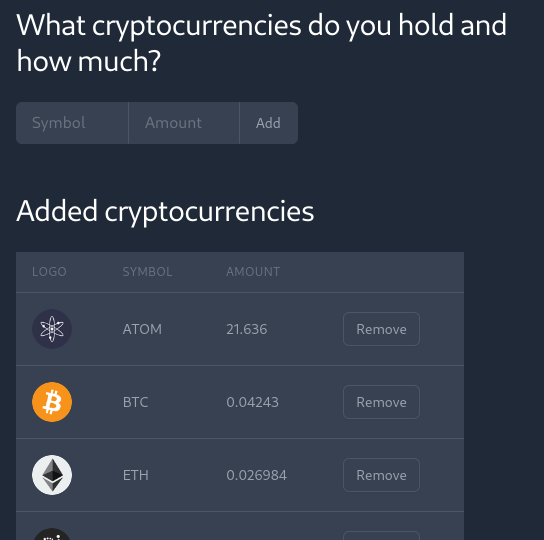 What cryptocurrencies do you hold and
how much?
Symbol Amount Add
Added cryptocurrencies
LOGO SYMBOL AMOUNT
ATOM 21.636 Remove
BTC 0.04243 Remove
ETH 0.026984 Remove